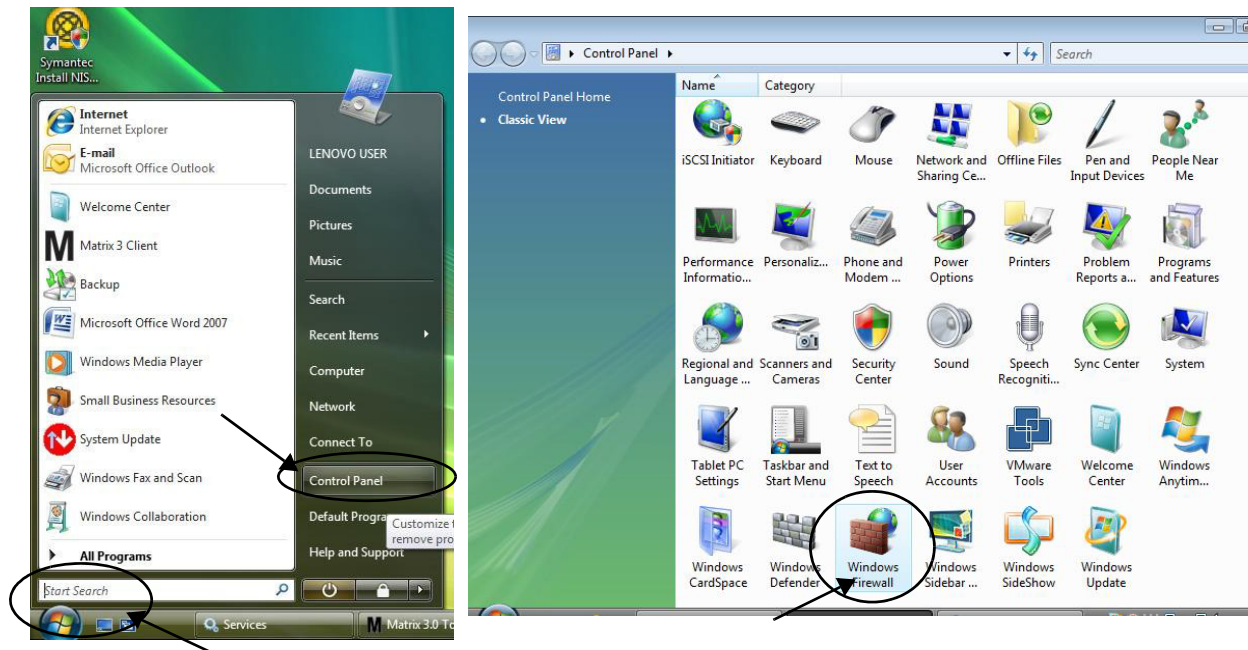 Symantec
Install NIS...
Internet
Internet Explorer
E-mail
Microsoft Office Outlook
Welcome Center
Matrix 3 Client
Backup
Microsoft Office Word 2007
Windows Media Player
Small Business Resources
System Update
Windows Fax and Scan
Windows Collaboration
All Programs
Start Search
LENOVO USER
Documents
Pictures
Music
Search
Recent Items
Computer
Network
Connect To
Control Panel
Default Progra
Customize t
remove pro
Help and Support
Services
M Matrix 3.0 To
Control Panel
Search
Control Panel Home
Classic View
Name Category
iSCSI Initiator Keyboard Mouse Network and Offline Files Pen and People Near
Sharing Ce... Input Devices Me
Performance Personaliz... Phone and Power Printers Problem Programs
Informatio... Modem ... Options Reports a... and Features
Regional and Scanners and Security Sound Speech Sync Center System
Language ... Cameras Center Recogniti...
Tablet PC Taskbar and Text to User VMware Welcome Windows
Settings Start Menu Speech Accounts Tools Center Anytim...
Windows Windows Windows Windows Windows Windows
CardSpace Defender Firewall Sidebar ... SideShow Update